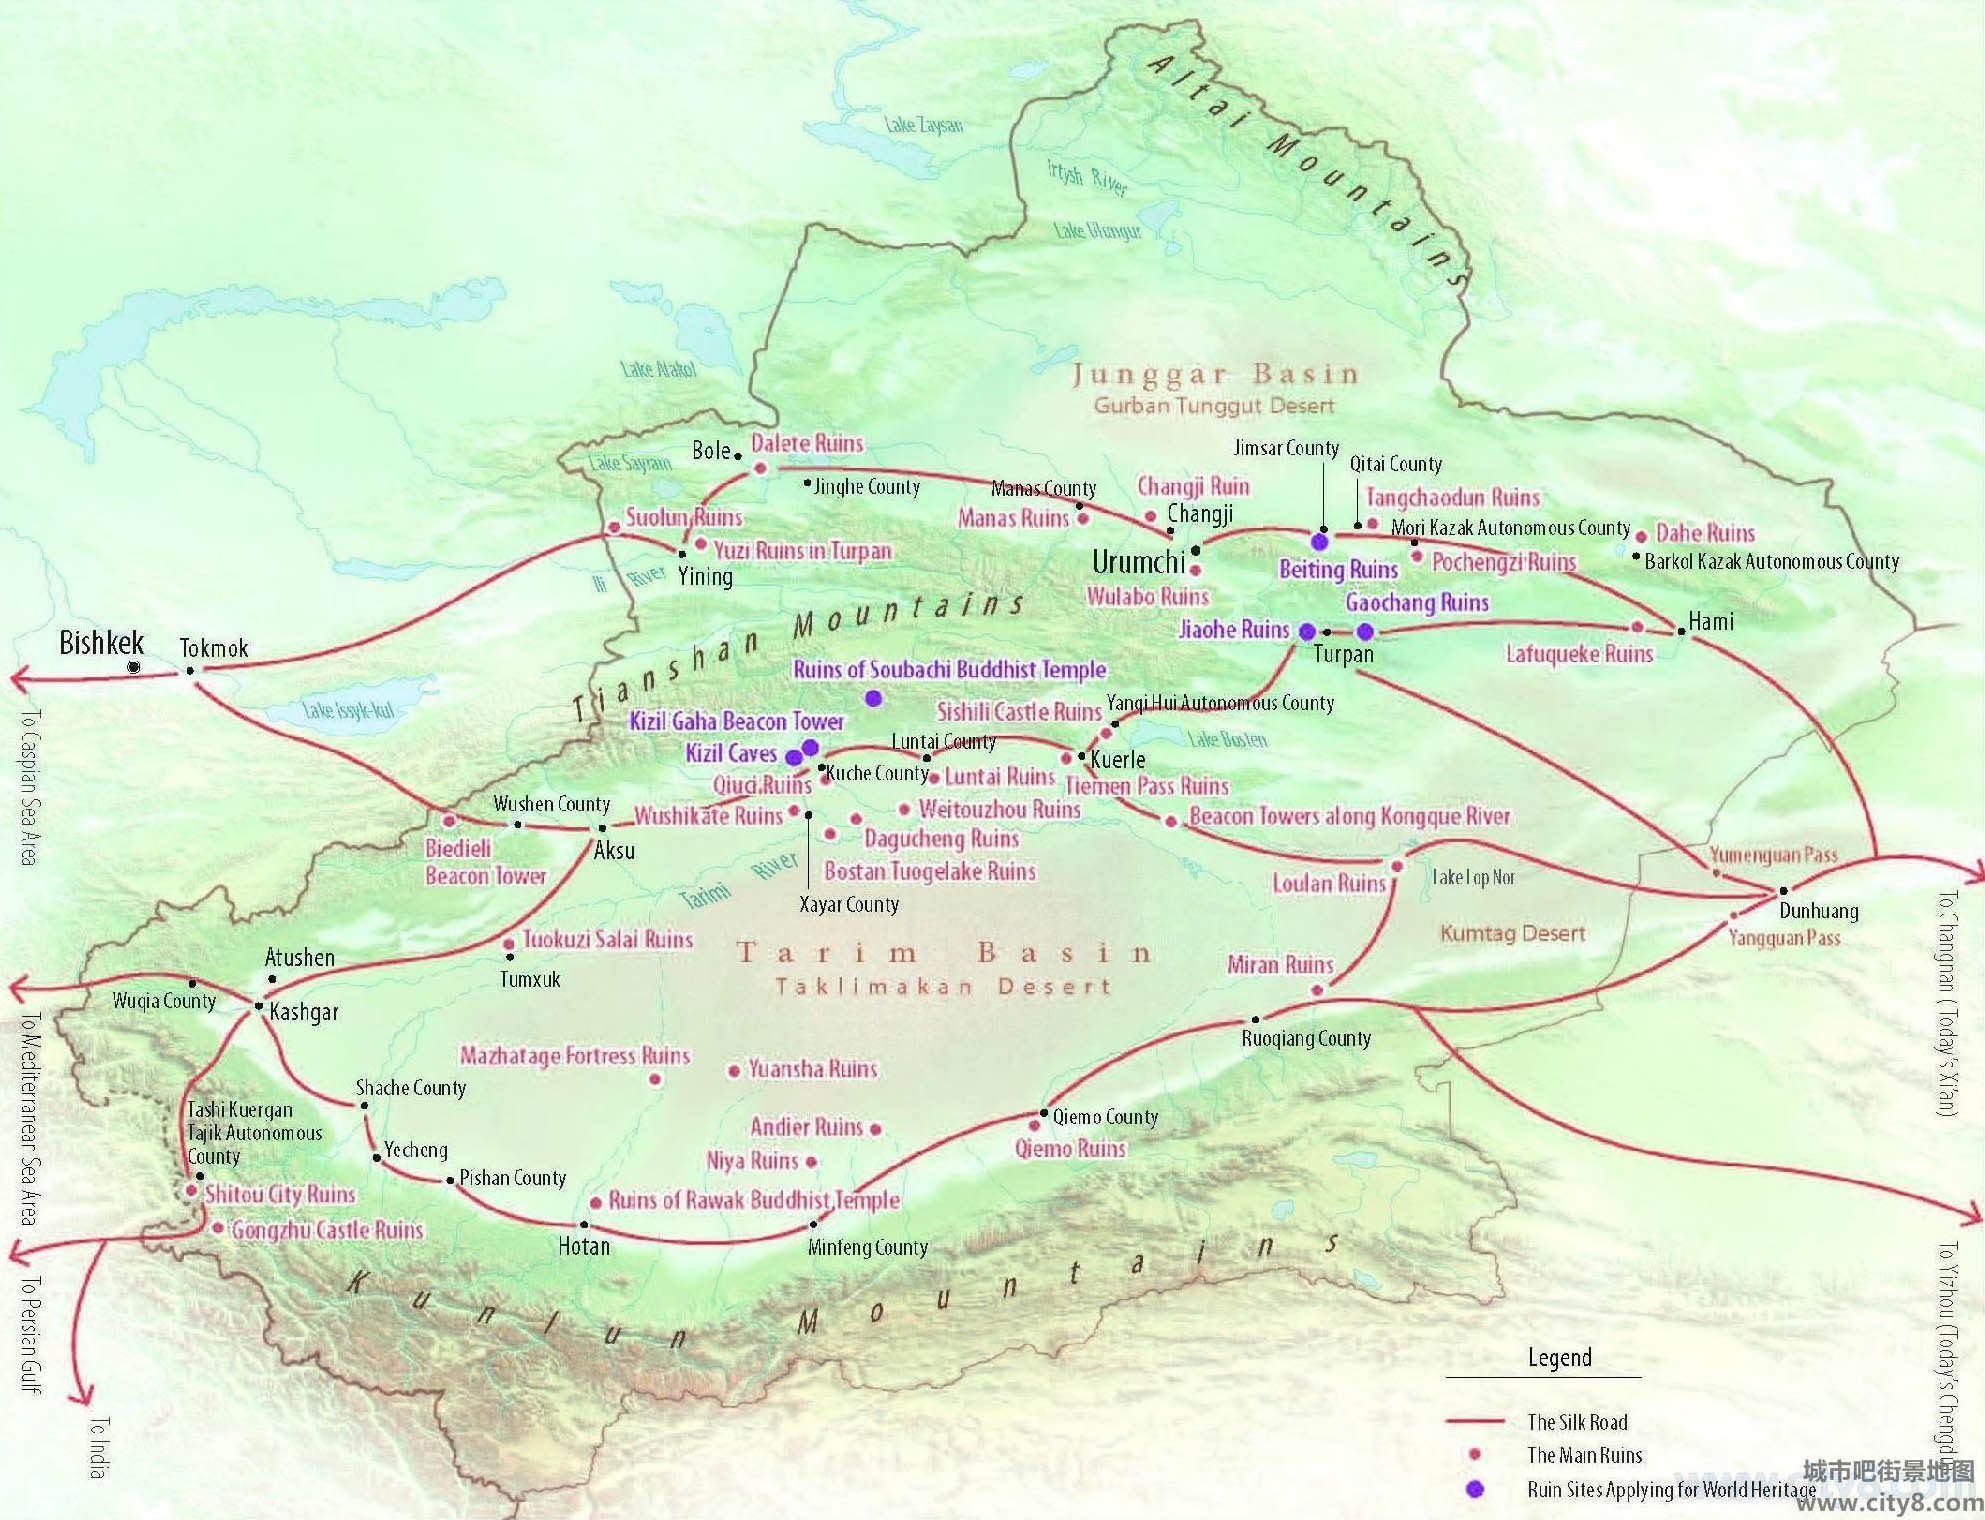 Altai Mountains
Lake Zaysan
Irtysh River
Lake Ulungur
Lake Alakol
Junggar Basin
Gurban Tunggut Desert
Bole
Dalete Ruins
Lake Sayram
Jinghe County
Manas County
Manas Ruins
Changji Ruin
Changji
Jimsar County
Qitai County
Tangchaodun Ruins
Mori Kazak Autonomous County
Dahe Ruins
Barkol Kazak Autonomous County
Pochengzi Ruins
Suolun Ruins
Yuzi Ruins in Turpan
Yining
Ili River
Urumchi
Wulabo Ruins
Beiting Ruins
Gaochang Ruins
Jiaohe Ruins
Turpan
Lafuqueke Ruins
Hami
Bishkek
Tokmok
Lake Issyk-kul
Tianshan Mountains
Ruins of Soubachi Buddhist Temple
Kizil Gaha Beacon Tower
Kizil Caves
Sishili Castle Ruins
Yanqi Hui Autonomous County
Lake Bosten
Luntai County
Kuche County
Luntai Ruins
Kuerle
Tiemen Pass Ruins
Qiuci Ruins
Wushen County
Wushikate Ruins
Weitouzhou Ruins
Beacon Towers along Kongque River
Biedieli
Beacon Tower
Aksu
Dagucheng Ruins
Bostan Tuogelake Ruins
Tarimi River
Xayar County
Loulan Ruins
Lake Lop Nor
Yumenguan Pass
Dunhuang
Yangguan Pass
Kumtag Desert
Tuokuzi Salai Ruins
Tumxuk
Tarim Basin
Taklimakan Desert
Miran Ruins
Atushen
Wuqia County
Kashgar
Ruoqiang County
Mazhatage Fortress Ruins
Yuansha Ruins
Shache County
Tashi Kuergan
Tajik Autonomous
County
Yecheng
Pishan County
Andier Ruins
Niya Ruins
Qiemo County
Qiemo Ruins
Shitou City Ruins
Gongzhu Castle Ruins
Ruins of Rawak Buddhist Temple
Hotan
Minfeng County
Kunlun Mountains
To Caspian Sea Area
To Mediterranear Sea Area
To Persian Gulf
To India
To Changnan (Today's Xi'an)
To Yizhou (Today's Chengdu)
Legend
The Silk Road
The Main Ruins
Ruin Sites Applying for World Heritage
城市吧街景地图
www.city8.com